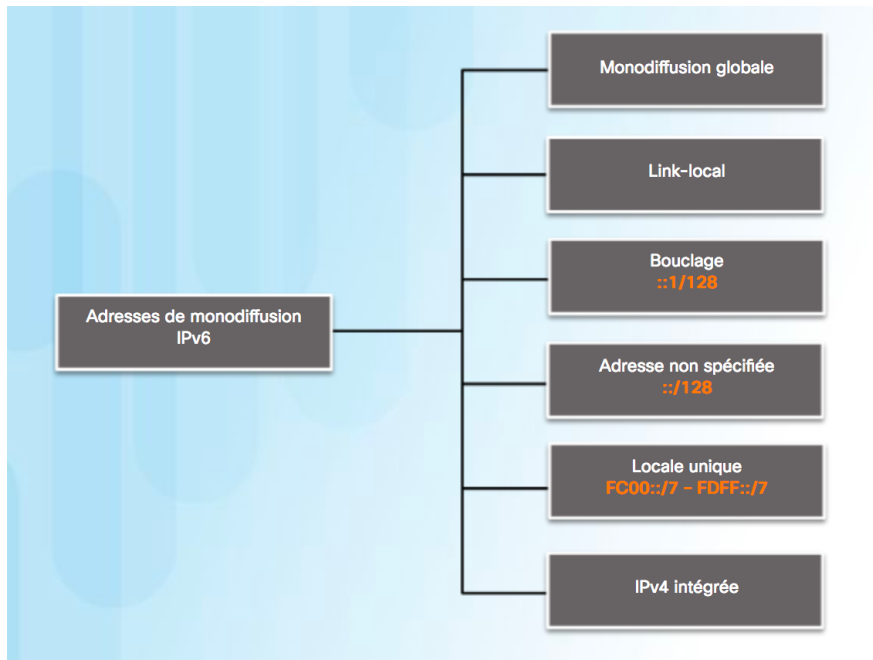 Monodiffusion globale
Link-local
Bouclage
::1/128
Adresses de monodiffusion
IPv6
Adresse non spécifiée
::/128
Locale unique
FC00::/7 – FDFF::/7
IPv4 intégrée